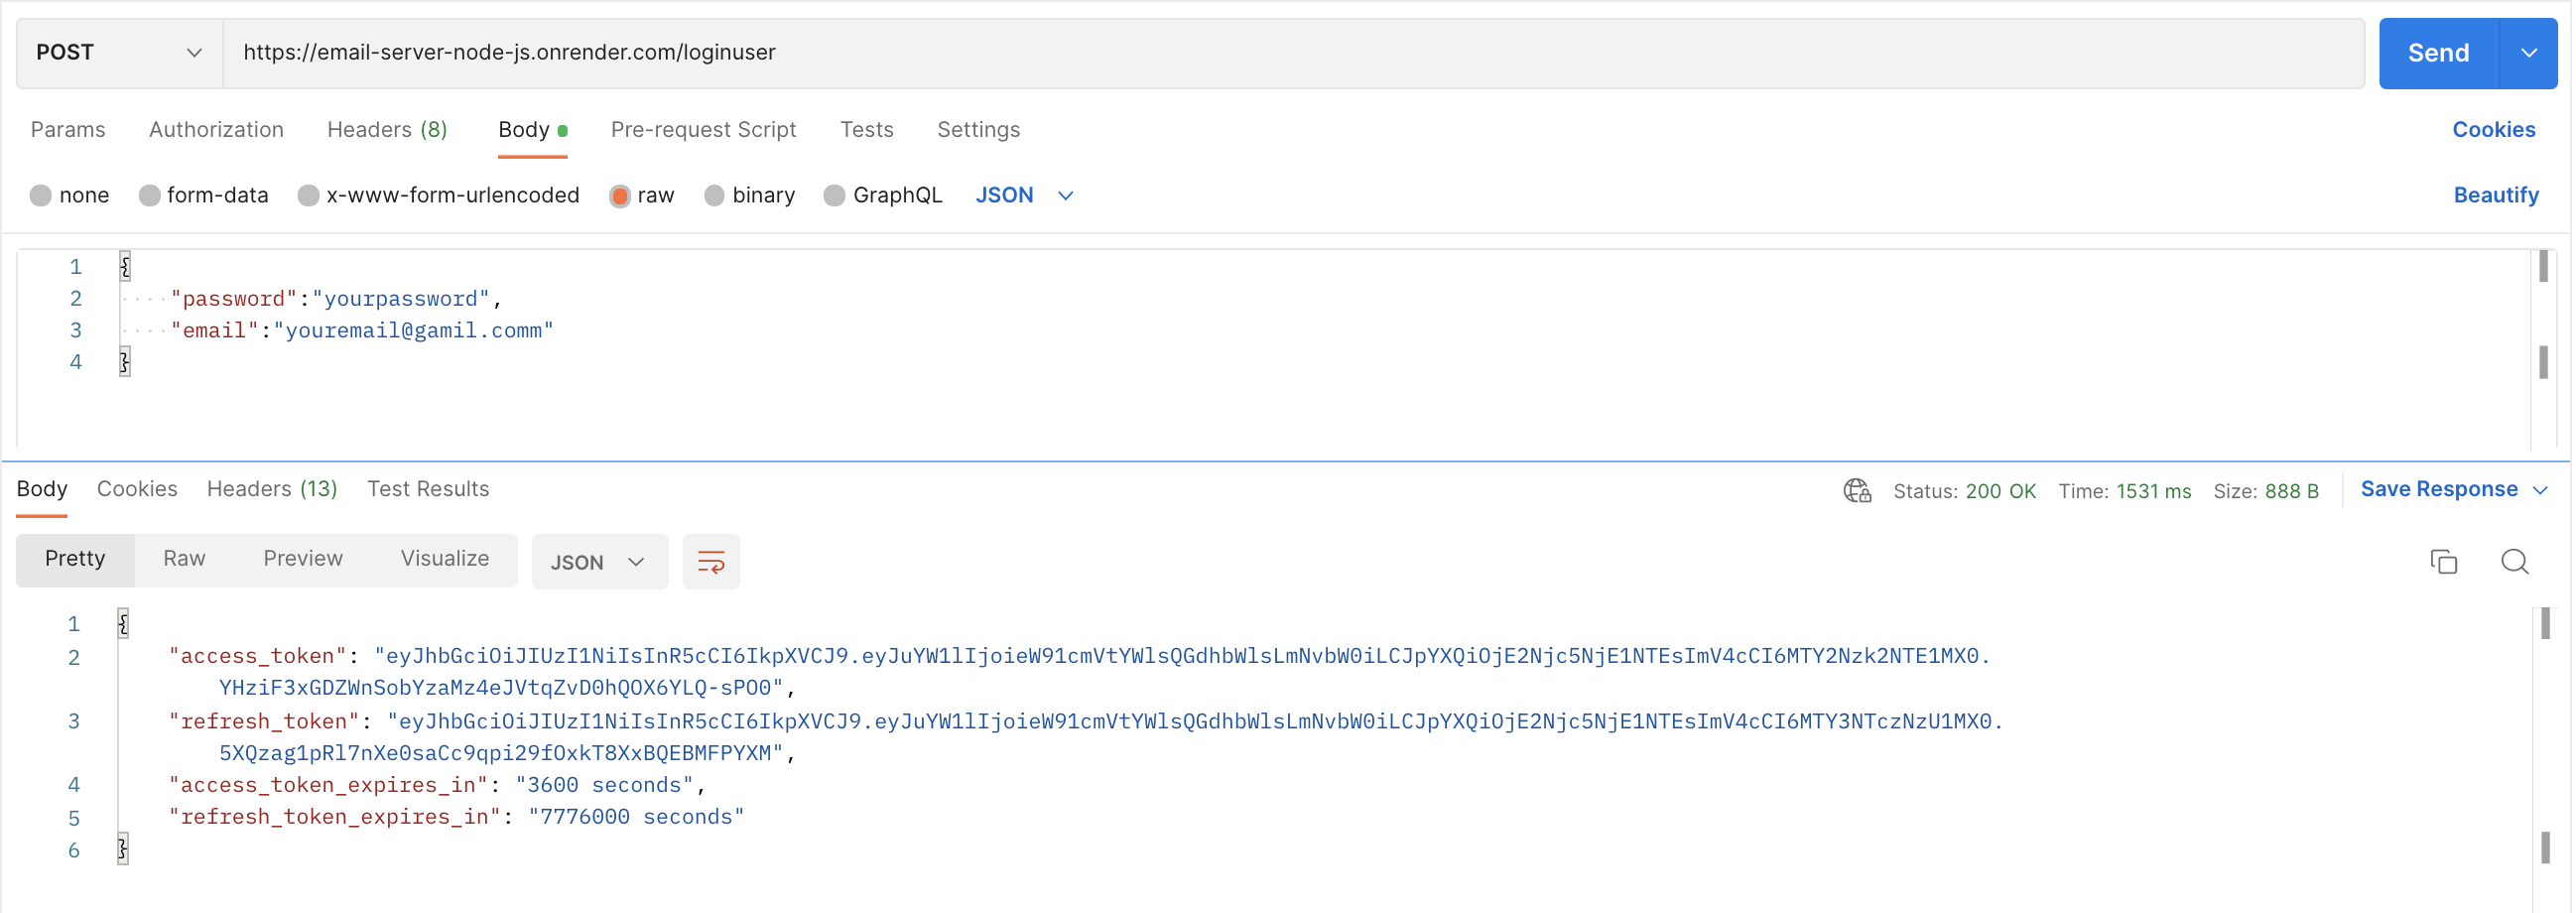 POST https://email-server-node-js.onrender.com/loginuser Send
Params Authorization Headers (8) Body Pre-request Script Tests Settings Cookies
none form-data x-www-form-urlencoded raw binary GraphQL JSON Beautify
1 {
2 "password":"yourpassword",
3 "email":"youremail@gamil.comm"
4 }
Body Cookies Headers (13) Test Results Status: 200 OK Time: 1531 ms Size: 888 B Save Response
Pretty Raw Preview Visualize JSON
1 {
2 "access_token": "eyJhbGciOiJIUzI1NiIsInR5cCI6IkpXVCJ9.eyJuYW1lIjoieW91cmVtYWlsQGdhbWlsLmNvbW0iLCJpYXQiOjE2Njc5NjE1NTEsImV4cCI6MTY2Nzk2NTE1MX0.
YHziF3xGDZWnSobYzaMz4eJVtqZvD0hQOX6YLQ-sPO0",
3 "refresh_token": "eyJhbGciOiJIUzI1NiIsInR5cCI6IkpXVCJ9.eyJuYW1lIjoieW91cmVtYWlsQGdhbWlsLmNvbW0iLCJpYXQiOjE2Njc5NjE1NTEsImV4cCI6MTY3NTczNzU1MX0.
5XQzag1pRl7nXe0saCc9qpi29fOxkT8XxBQEBMFPYXM",
4 "access_token_expires_in": "3600 seconds",
5 "refresh_token_expires_in": "7776000 seconds"
6 }